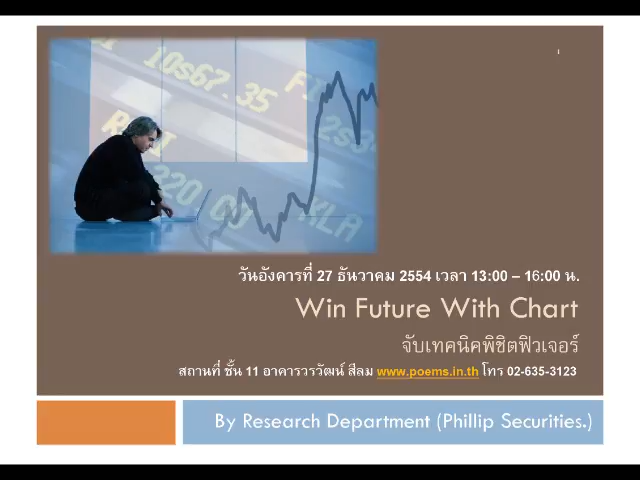 1
10s67.35
วันอังคารที่ 27 ธันวาคม 2554 เวลา 13:00 – 16:00 น.
Win Future With Chart
จับเทคนิคพิชิตฟิวเจอร์
สถานที่ ชั้น 11 อาคารวรวัฒน์ สีลม www.poems.in.th โทร 02-635-3123
By Research Department (Phillip Securities.)